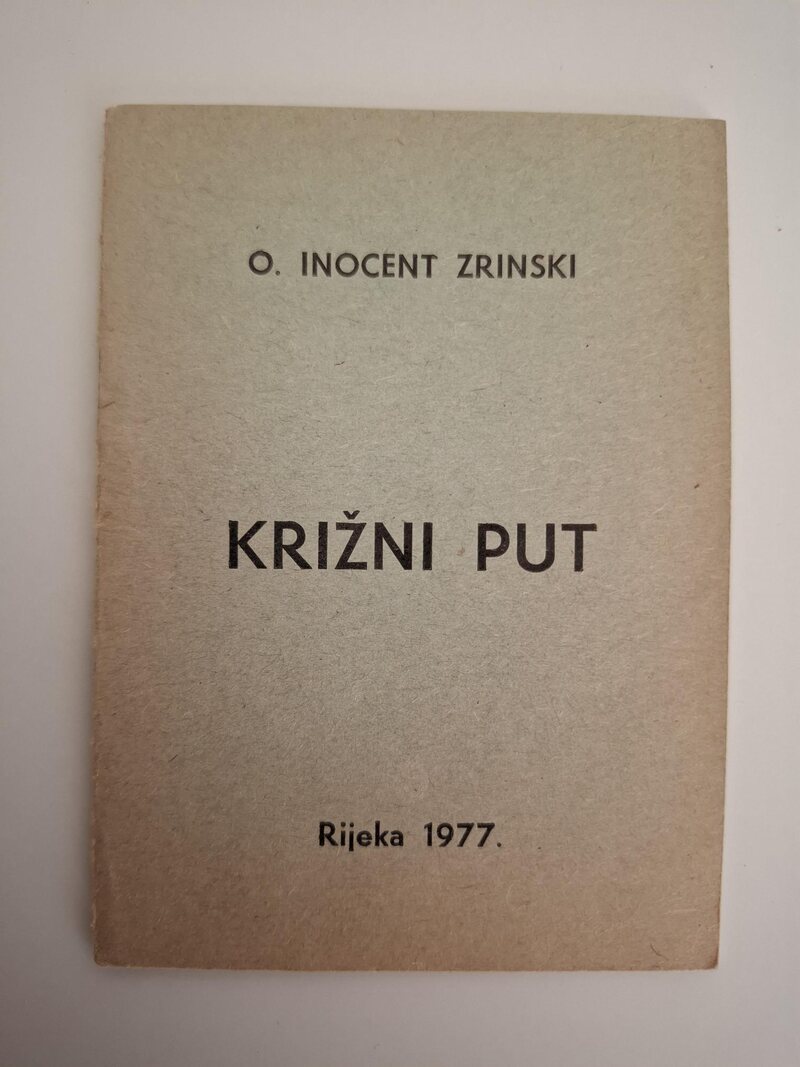 O. INOCENT ZRINSKI
KRIŽNI PUT
Rijeka 1977.